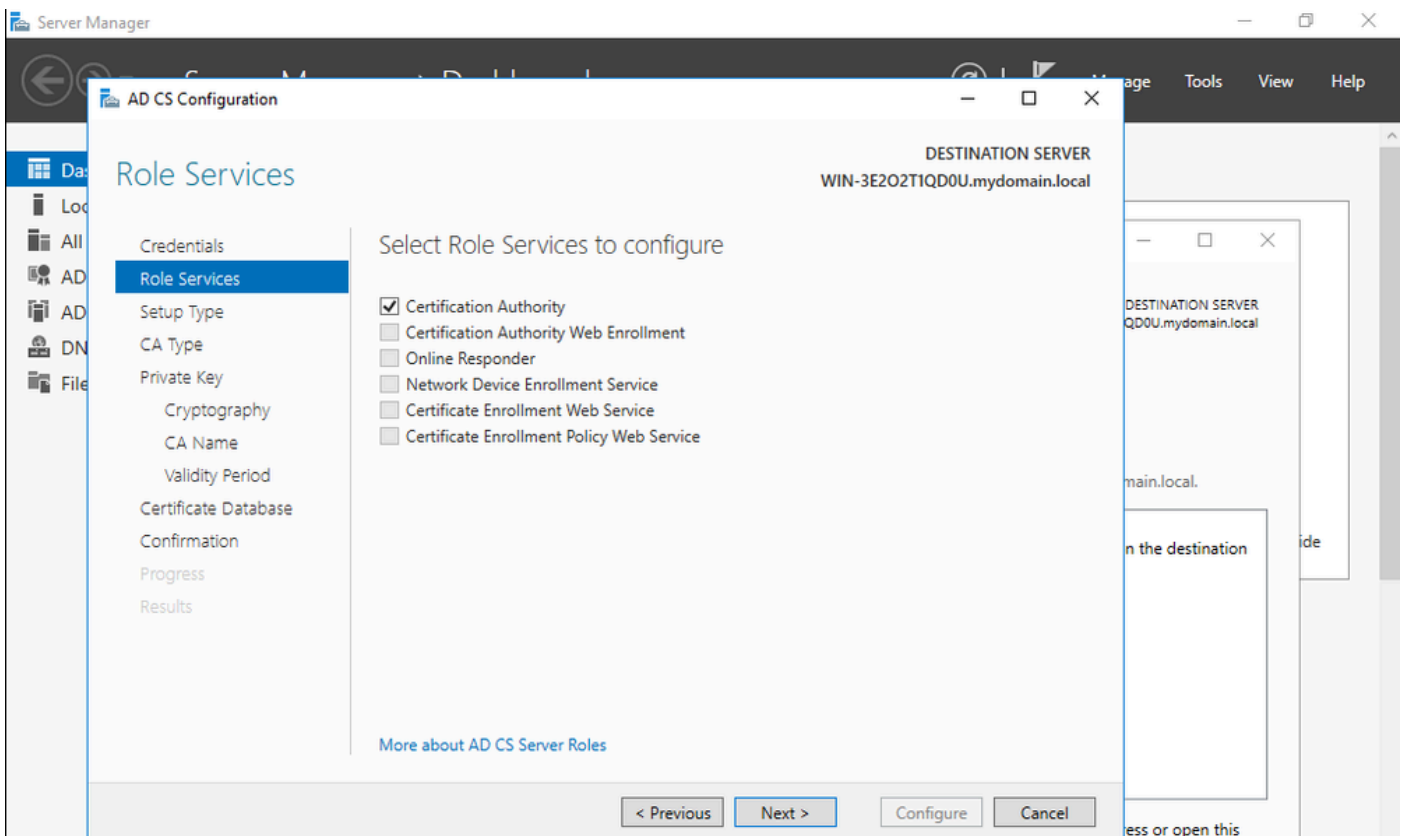 Server Manager
Manage Tools View Help
AD CS Configuration
Role Services
DESTINATION SERVER
WIN-3E2O2T1QD0U.mydomain.local
Credentials
Role Services
Setup Type
CA Type
Private Key
Cryptography
CA Name
Validity Period
Certificate Database
Confirmation
Progress
Results
Select Role Services to configure
Certification Authority
Certification Authority Web Enrollment
Online Responder
Network Device Enrollment Service
Certificate Enrollment Web Service
Certificate Enrollment Policy Web Service
More about AD CS Server Roles
< Previous
Next >
Configure
Cancel
Das
Loc
All
AD
AD
DN
File
DESTINATION SERVER
QD0U.mydomain.local
main.local.
n the destination
ide
ress or open this